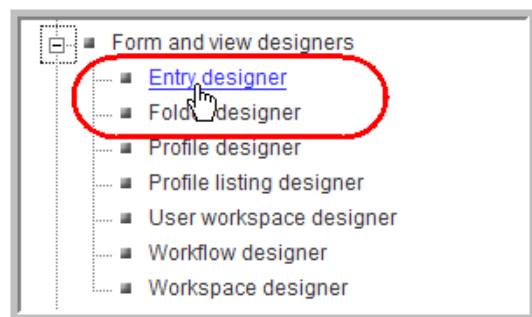 Form and view designers
Entry designer
Folder designer
Profile designer
Profile listing designer
User workspace designer
Workflow designer
Workspace designer